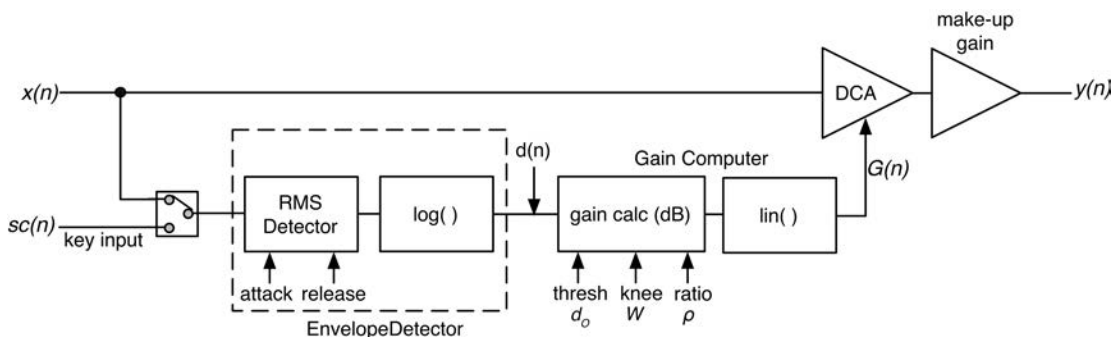 make-up
gain
x(n)
DCA
y(n)
d(n)
Gain Computer
G(n)
RMS
Detector
log( )
gain calc (dB)
lin( )
sc(n)
key input
attack release
thresh knee ratio
do W ρ
EnvelopeDetector